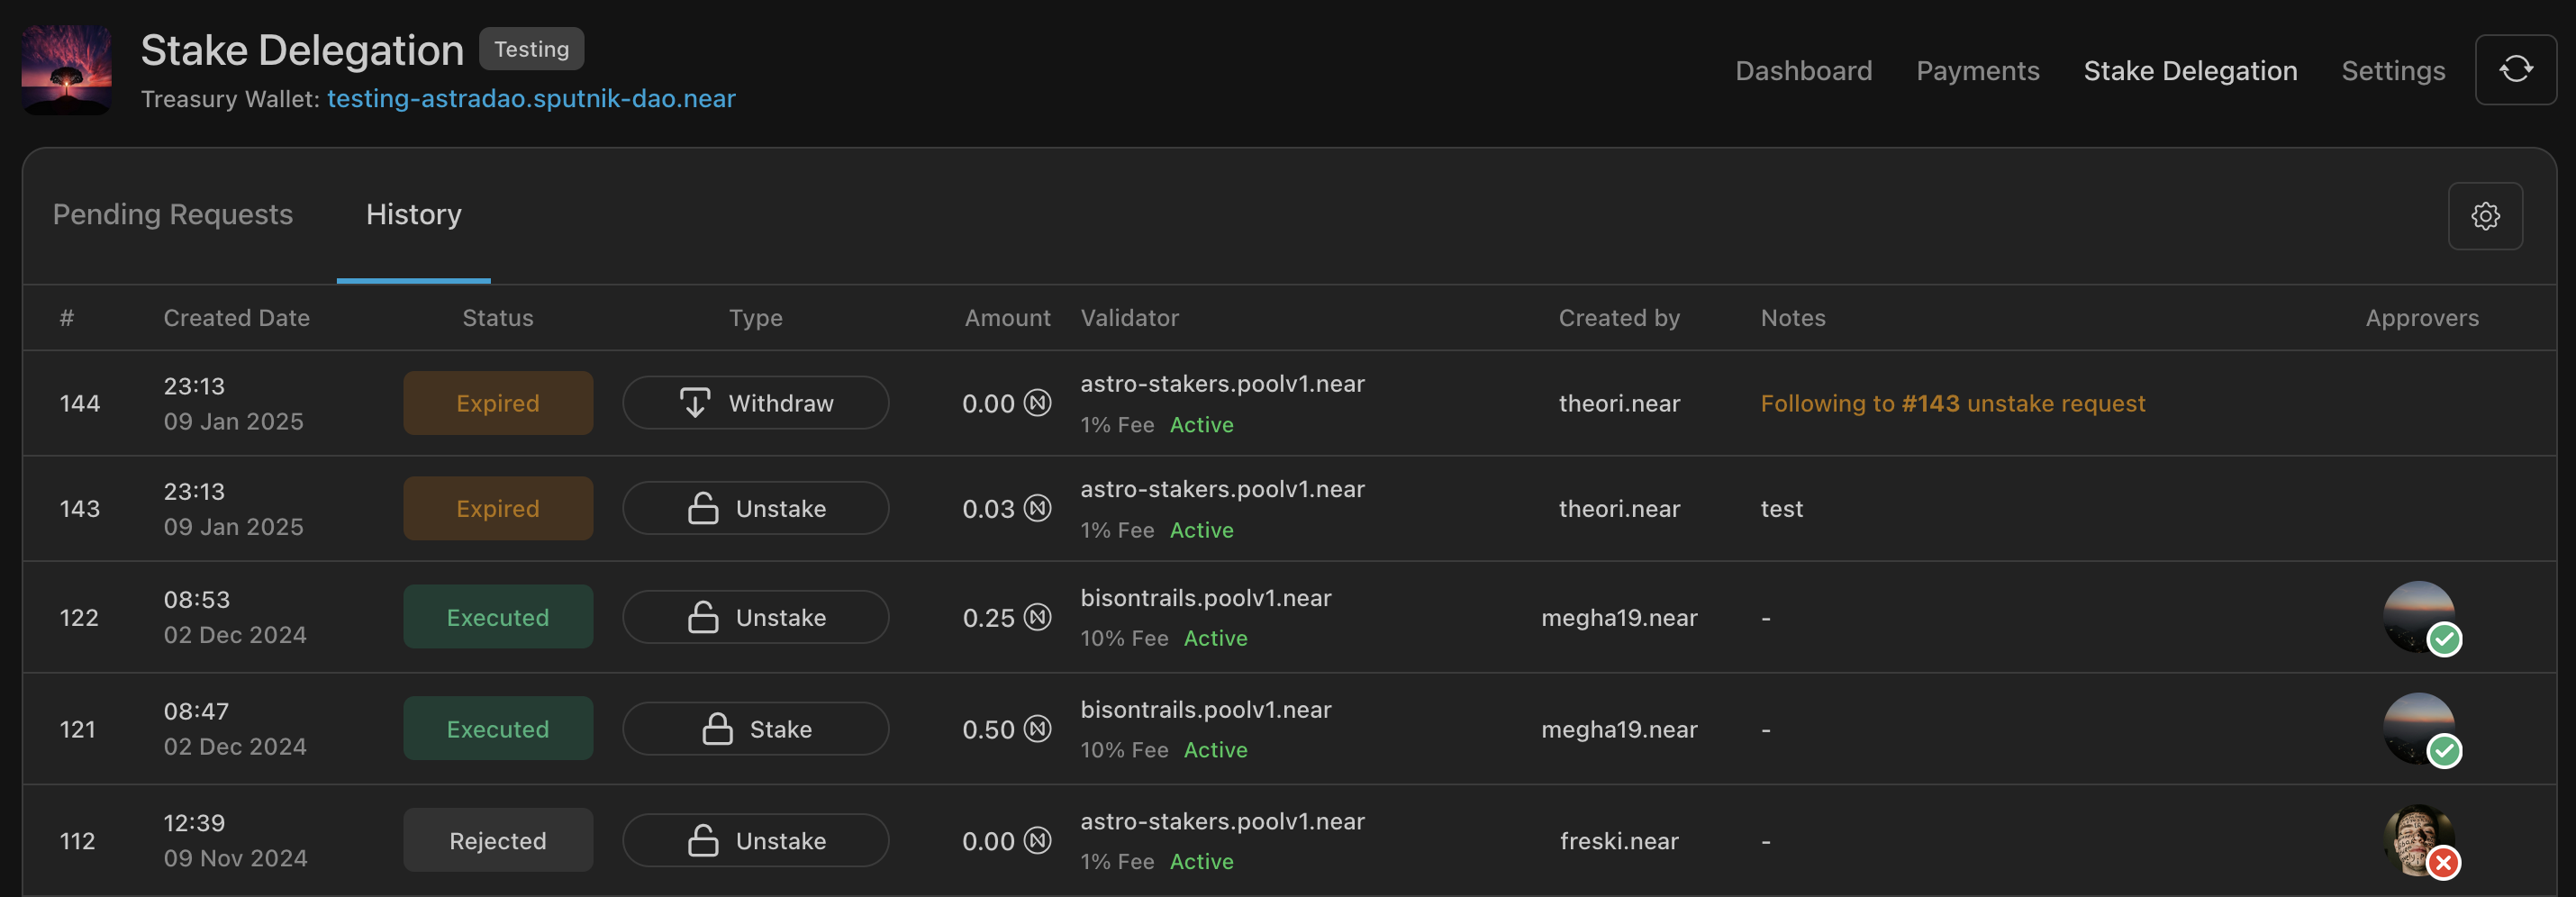 Stake Delegation Testing
Treasury Wallet: testing-astradao.sputnik-dao.near
Dashboard Payments Stake Delegation Settings
Pending Requests History
# Created Date Status Type Amount Validator Created by Notes Approvers
144 23:13 Expired Withdraw 0.00 astro-stakers.poolv1.near theori.near Following to #143 unstake request
09 Jan 2025 1% Fee Active
143 23:13 Expired Unstake 0.03 astro-stakers.poolv1.near theori.near test
09 Jan 2025 1% Fee Active
122 08:53 Executed Unstake 0.25 bisontrails.poolv1.near megha19.near -
02 Dec 2024 10% Fee Active
121 08:47 Executed Stake 0.50 bisontrails.poolv1.near megha19.near -
02 Dec 2024 10% Fee Active
112 12:39 Rejected Unstake 0.00 astro-stakers.poolv1.near freski.near -
09 Nov 2024 1% Fee Active